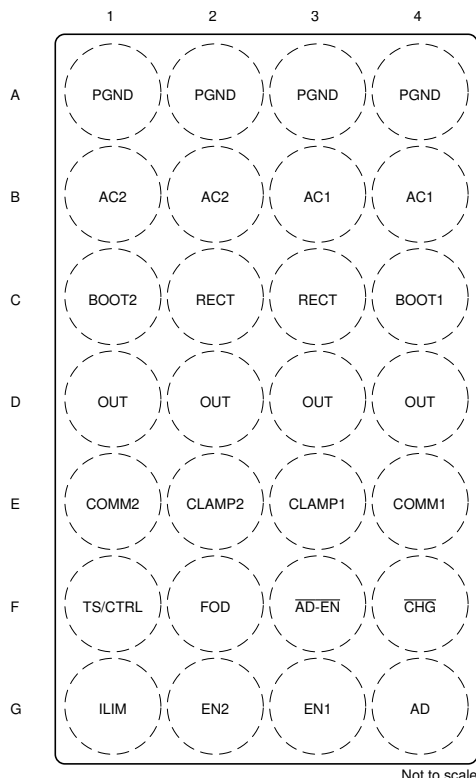 1 2 3 4
A PGND PGND PGND PGND
B AC2 AC2 AC1 AC1
C BOOT2 RECT RECT BOOT1
D OUT OUT OUT OUT
E COMM2 CLAMP2 CLAMP1 COMM1
F TS/CTRL FOD AD-EN CHG
G ILIM EN2 EN1 AD
Not to scale